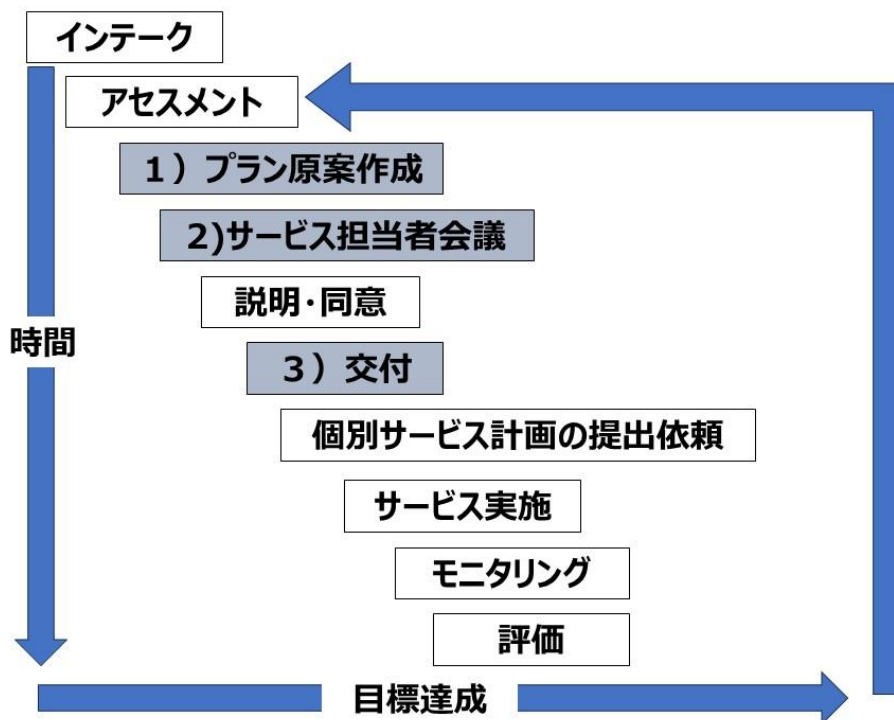 インテーク
アセスメント
１）プラン原案作成
2)サービス担当者会議
説明・同意
時間
３）交付
個別サービス計画の提出依頼
サービス実施
モニタリング
評価
目標達成